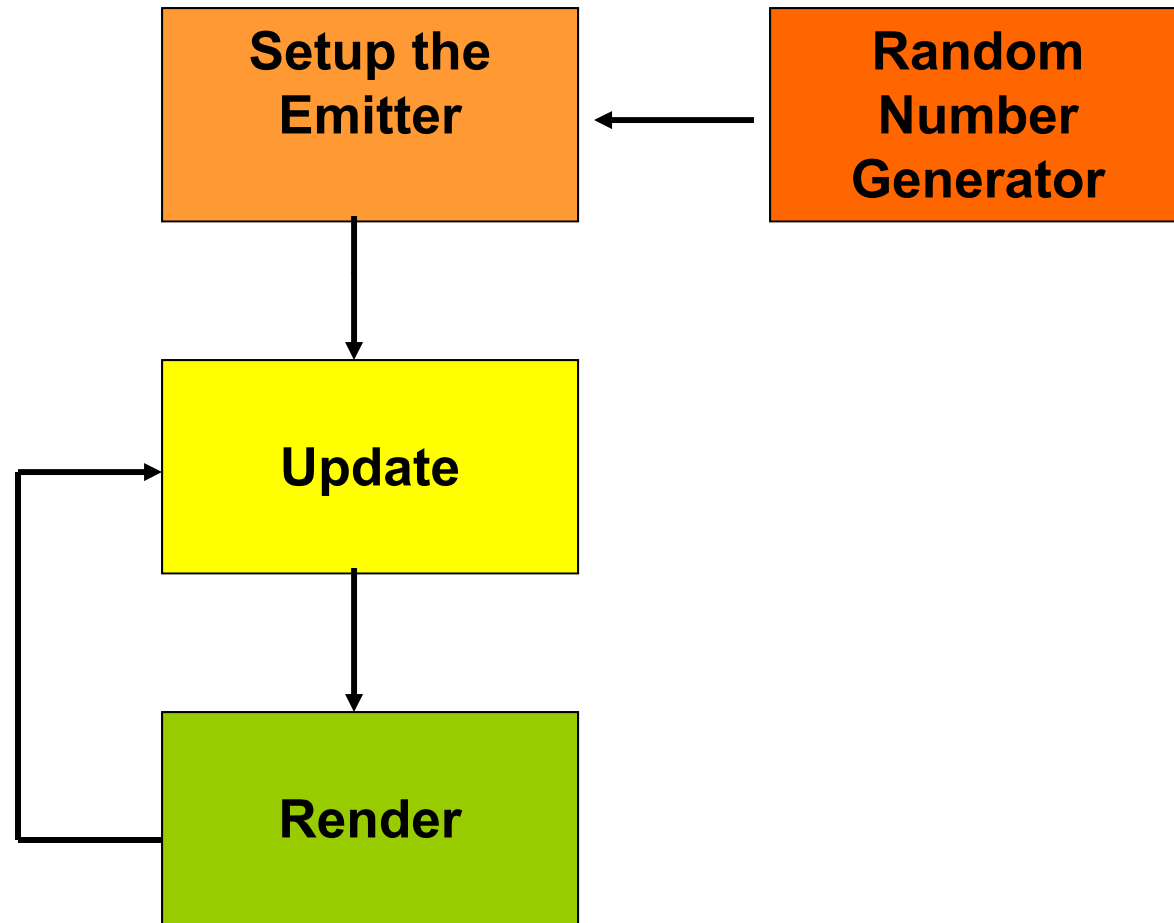 Setup the
Emitter
Random
Number
Generator
Update
Render